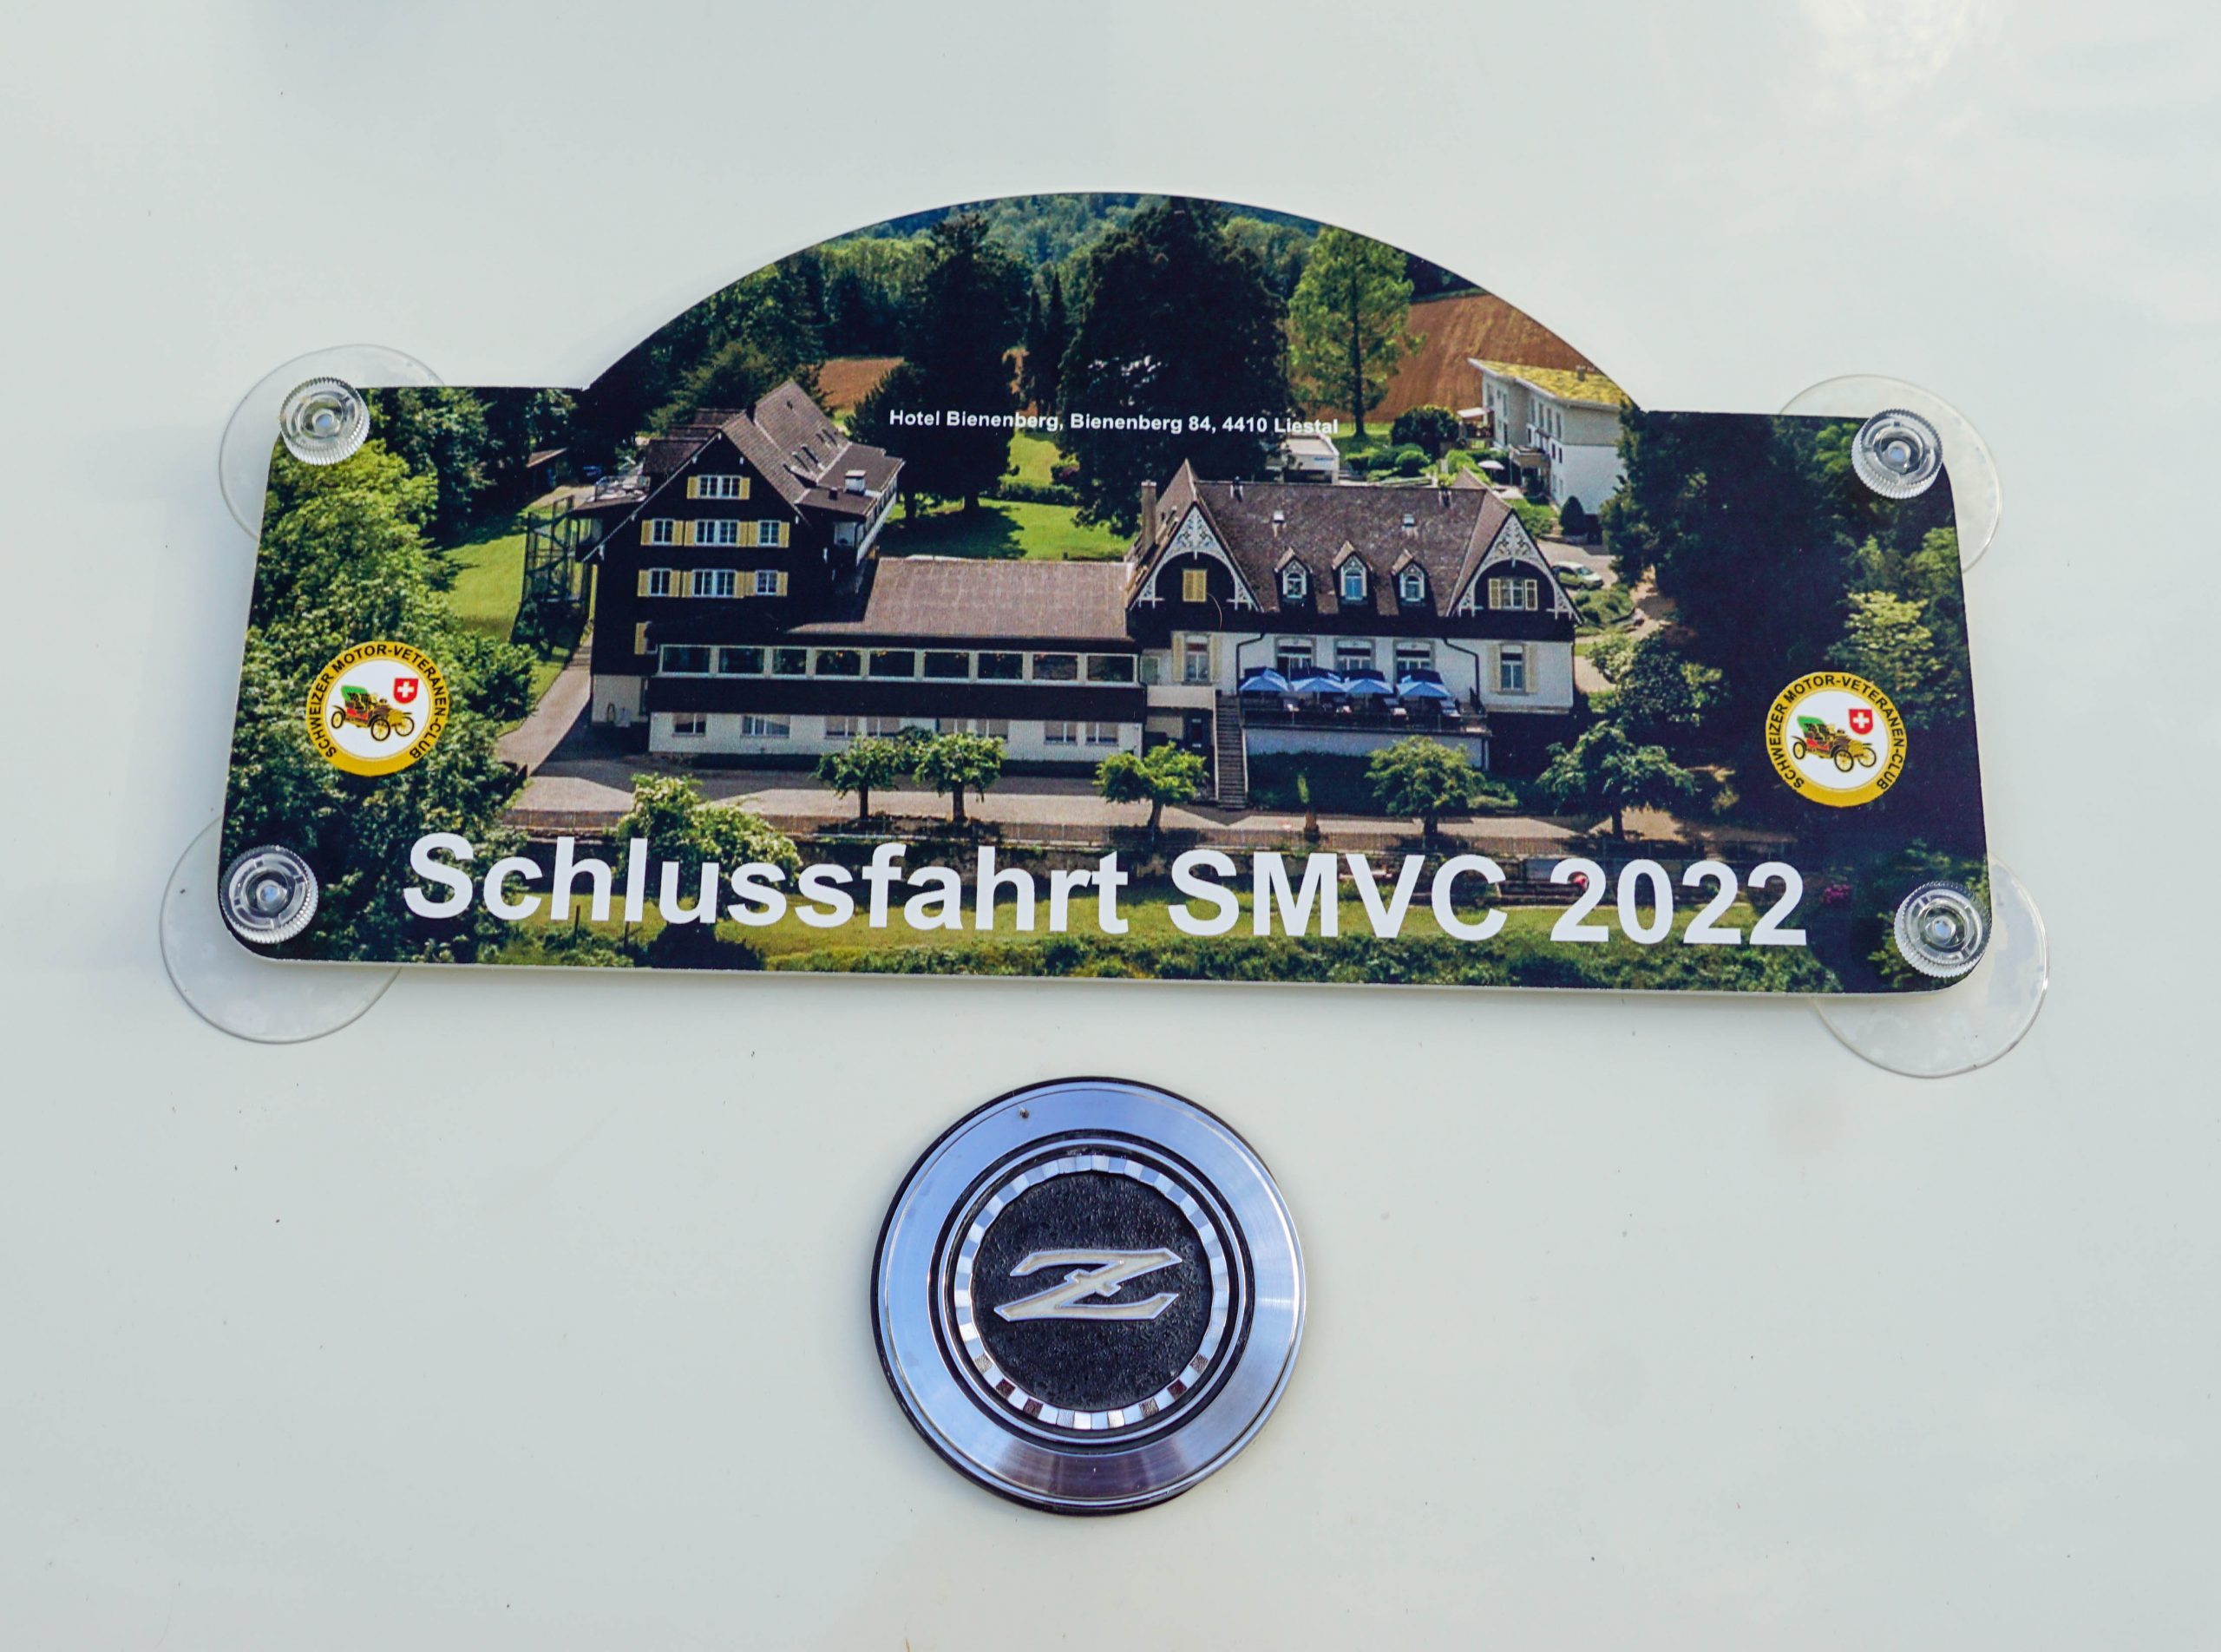 Hotel Bienenberg, Bienenberg 84, 4410 Liestal
SCHWEIZER MOTOR-VETERANEN-CLUB
SCHWEIZER MOTOR-VETERANEN-CLUB
Schlussfahrt SMVC 2022
Z